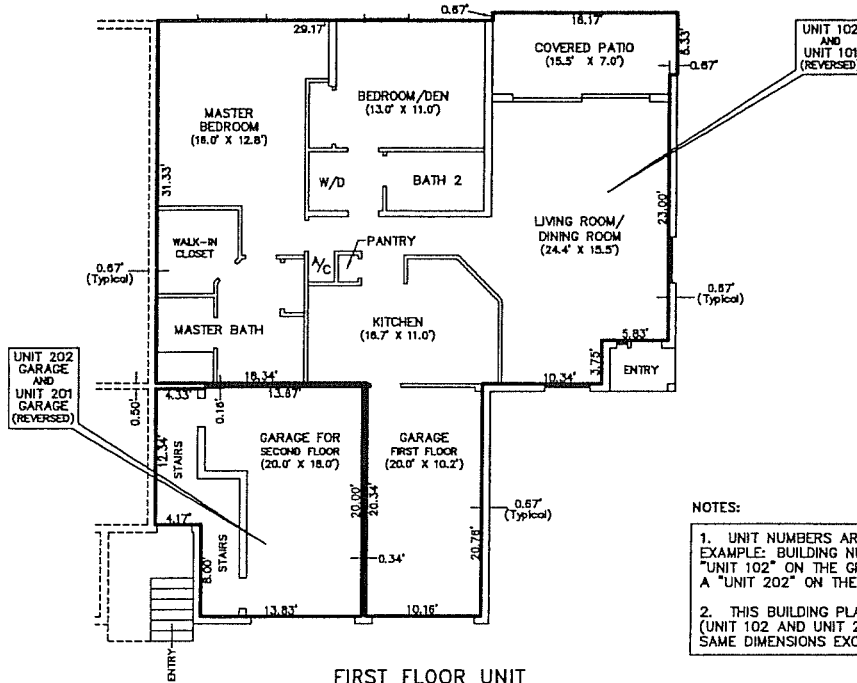 0.67'
29.17'
16.17'
COVERED PATIO
(15.5' X 7.0')
8.33'
0.67'
UNIT 102
AND
UNIT 101
(REVERSED)
BEDROOM/DEN
(13.0' X 11.0')
MASTER
BEDROOM
(16.0' X 12.8')
31.33'
W/D
BATH 2
23.00'
LIVING ROOM/
DINING ROOM
(24.4' X 15.5')
WALK-IN
CLOSET
PANTRY
A/C
0.67'
(Typical)
0.67'
(Typical)
KITCHEN
(16.7' X 11.0')
MASTER BATH
5.83'
3.75'
ENTRY
UNIT 202
GARAGE
AND
UNIT 201
GARAGE
(REVERSED)
18.34'
10.34'
0.50'
4.33'
0.16'
13.67'
12.34'
STAIRS
GARAGE FOR
SECOND FLOOR
(20.0' X 18.0')
GARAGE
FIRST FLOOR
(20.0' X 10.2')
20.00'
20.34'
0.67'
(Typical)
20.78'
4.17'
8.00'
STAIRS
0.34'
13.83'
10.16'
ENTRY
NOTES:
1. UNIT NUMBERS AR
EXAMPLE: BUILDING NU
"UNIT 102" ON THE GR
A "UNIT 202" ON THE
2. THIS BUILDING PLA
(UNIT 102 AND UNIT 2
SAME DIMENSIONS EXC
FIRST FLOOR UNIT